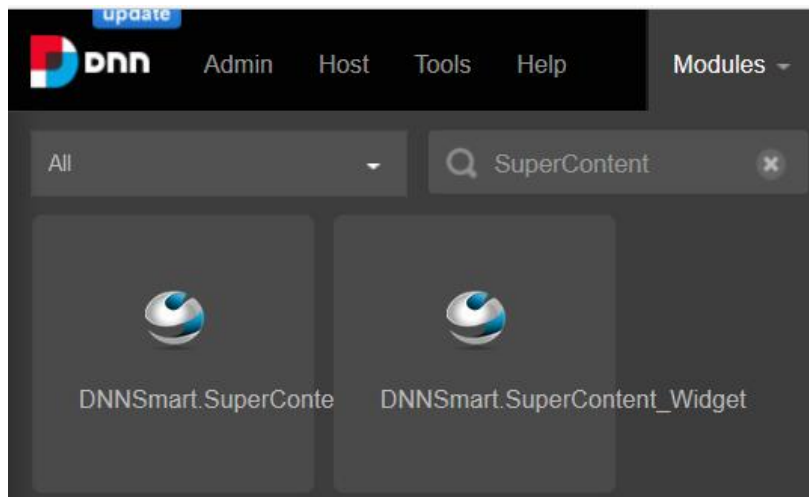 update
DNN Admin Host Tools Help Modules
All SuperContent
DNNSmart.SuperConte DNNSmart.SuperContent_Widget